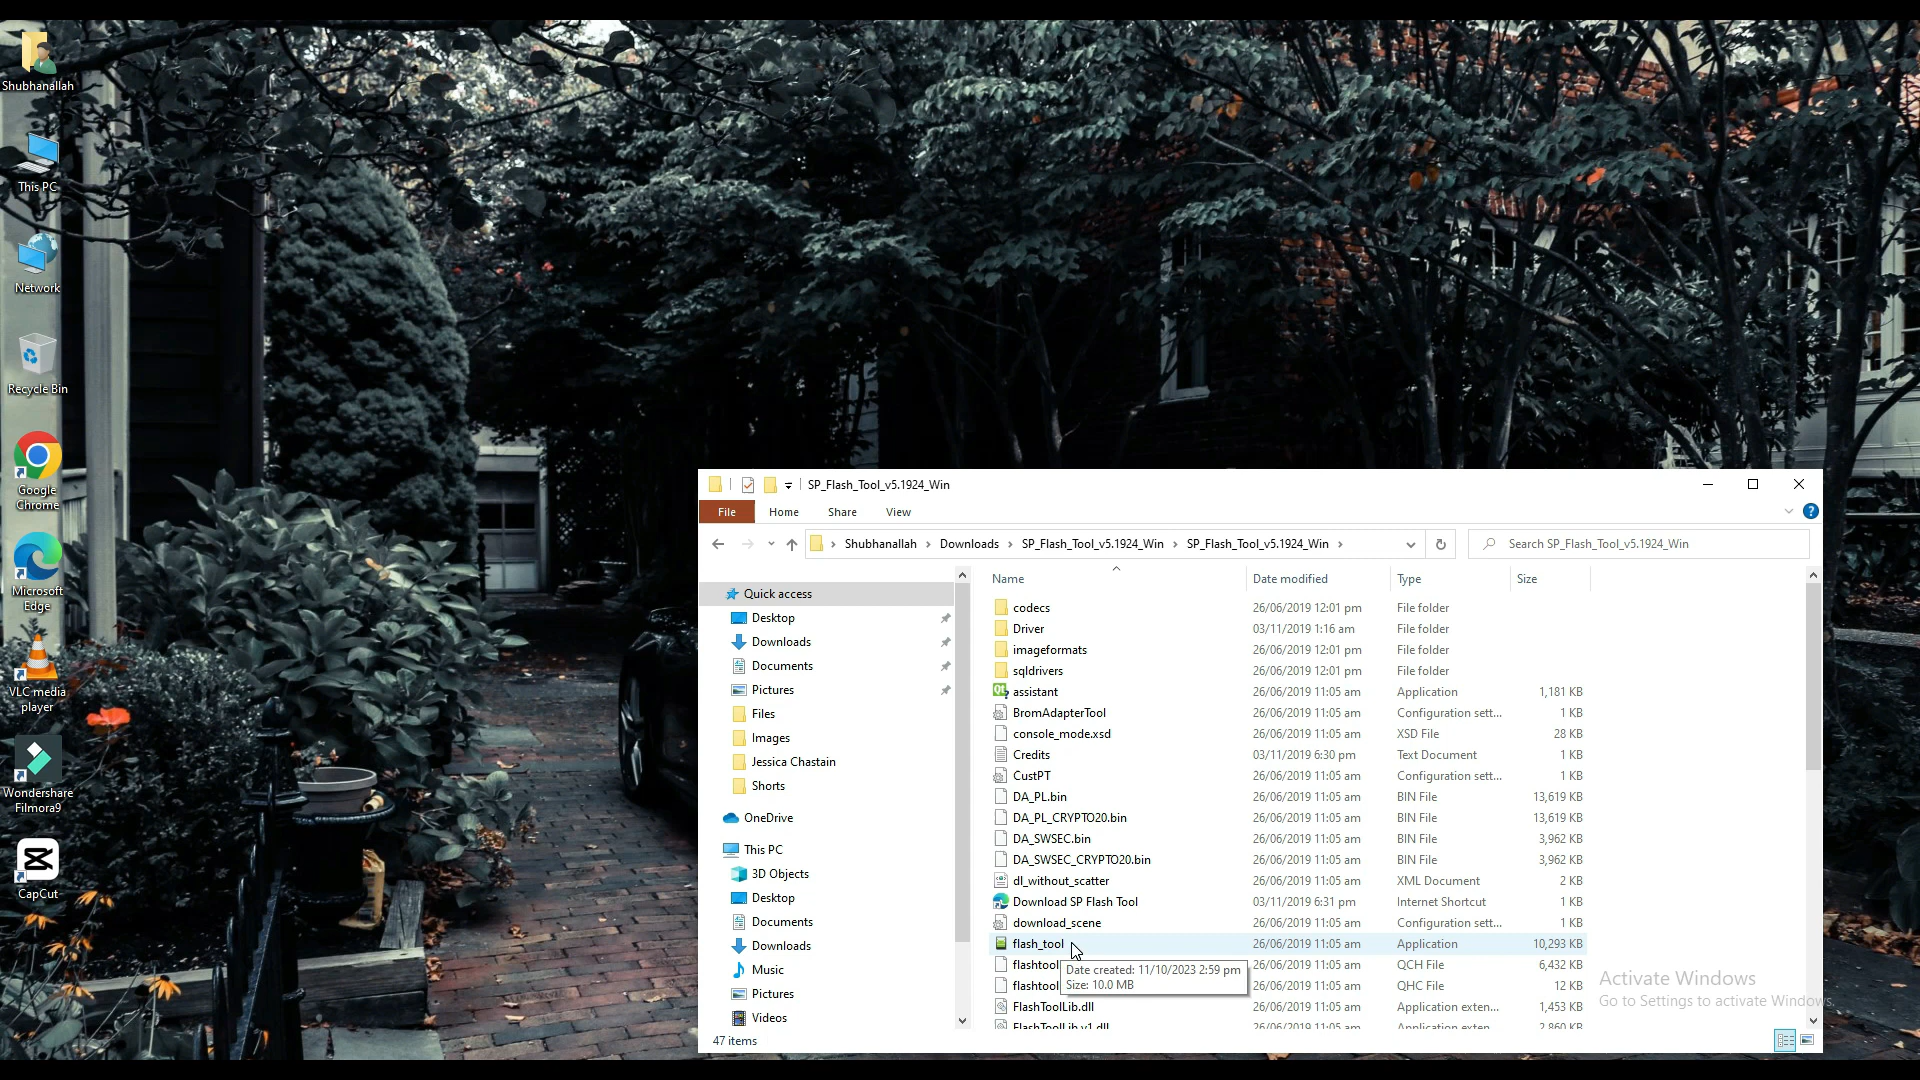 Shubhanallah
This PC
Network
Recycle Bin
Google
Chrome
Microsoft
Edge
VLC media
player
Wondershare
Filmora9
CapCut
SP_Flash_Tool_v5.1924_Win
File Home Share View
Shubhanallah > Downloads > SP_Flash_Tool_v5.1924_Win > SP_Flash_Tool_v5.1924_Win >
Search SP_Flash_Tool_v5.1924_Win
Quick access
Desktop
Downloads
Documents
Pictures
Files
Images
Jessica Chastain
Shorts
OneDrive
This PC
3D Objects
Desktop
Documents
Downloads
Music
Pictures
Videos
Name Date modified Type Size
codecs 26/06/2019 12:01 pm File folder
Driver 03/11/2019 1:16 am File folder
imageformats 26/06/2019 12:01 pm File folder
sqldrivers 26/06/2019 12:01 pm File folder
assistant 26/06/2019 11:05 am Application 1,181 KB
BromAdapterTool 26/06/2019 11:05 am Configuration sett... 1 KB
console_mode.xsd 26/06/2019 11:05 am XSD File 28 KB
Credits 03/11/2019 6:30 pm Text Document 1 KB
CustPT 26/06/2019 11:05 am Configuration sett... 1 KB
DA_PL.bin 26/06/2019 11:05 am BIN File 13,619 KB
DA_PL_CRYPTO20.bin 26/06/2019 11:05 am BIN File 13,619 KB
DA_SWSEC.bin 26/06/2019 11:05 am BIN File 3,962 KB
DA_SWSEC_CRYPTO20.bin 26/06/2019 11:05 am BIN File 3,962 KB
dl_without_scatter 26/06/2019 11:05 am XML Document 2 KB
Download SP Flash Tool 03/11/2019 6:31 pm Internet Shortcut 1 KB
download_scene 26/06/2019 11:05 am Configuration sett... 1 KB
flash_tool 26/06/2019 11:05 am Application 10,293 KB
flashtool 26/06/2019 11:05 am QCH File 6,432 KB
flashtool 26/06/2019 11:05 am QHC File 12 KB
FlashToolLib.dll 26/06/2019 11:05 am Application exten... 1,453 KB
FlashToolLib.v1.dll 26/06/2019 11:05 am Application exten... 2,860 KB
Date created: 11/10/2023 2:59 pm
Size: 10.0 MB
47 items
Activate Windows
Go to Settings to activate Windows.